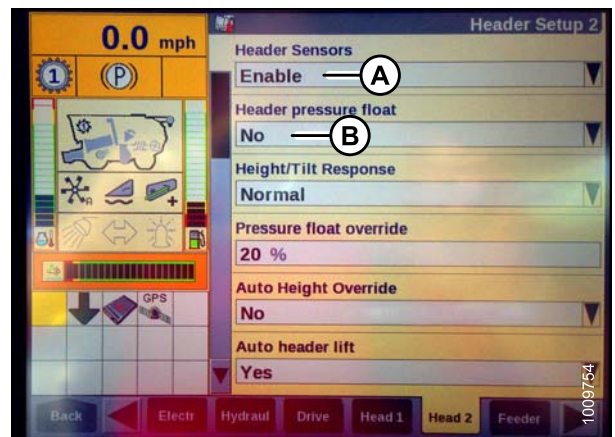 0.0 mph
Header Setup 2
1
(P)
Header Sensors
Enable
A
Header pressure float
No
B
Height/Tilt Response
Normal
Pressure float override
20 %
Auto Height Override
No
GPS
Auto header lift
Yes
Back
Electr
Hydraul
Drive
Head 1
Head 2
Feeder
1009754